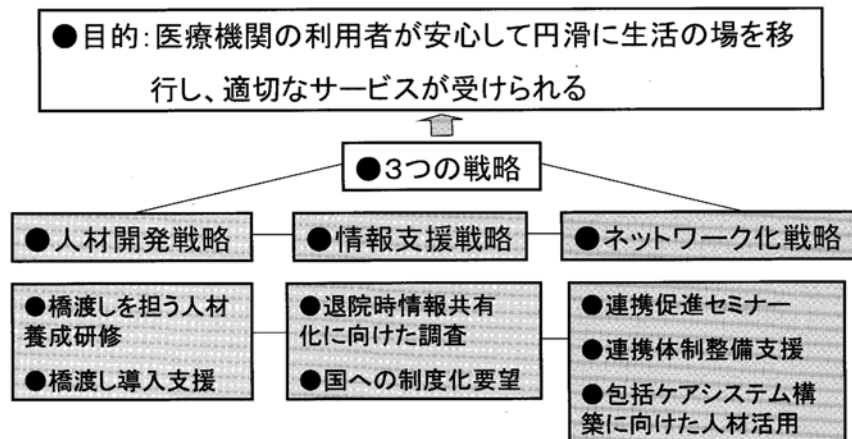 ●目的:医療機関の利用者が安心して円滑に生活の場を移
行し、適切なサービスが受けられる
●3つの戦略
●人材開発戦略
●情報支援戦略
●ネットワーク化戦略
●橋渡しを担う人材
養成研修
●橋渡し導入支援
●退院時情報共有
化に向けた調査
●国への制度化要望
●連携促進セミナー
●連携体制整備支援
●包括ケアシステム構
築に向けた人材活用